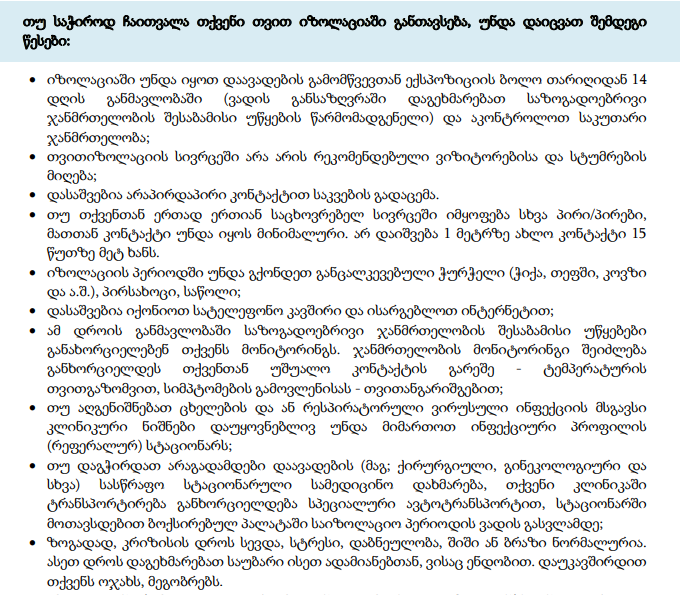 თუ საჭიროდ ჩაითვალა თქვენი თვით იზოლაციაში განთავსება, უნდა დაიცვათ შემდეგი
წესები:
• იზოლაციაში უნდა იყოთ დაავადების გამომწვევთან ექსპოზიციის ბოლო თარიღიდან 14
დღის განმავლობაში (ვადის განსაზღვრაში დაგეხმარებათ საზოგადოებრივი
ჯანმრთელობის შესაბამისი უწყების წარმომადგენელი) და აკონტროლოთ საკუთარი
ჯანმრთელობა;
• თვითიზოლაციის სივრცეში არა არის რეკომენდებული ვიზიტორებისა და სტუმრების
მიღება;
• დასაშვებია არაპირდაპირი კონტაქტით საკვების გადაცემა.
• თუ თქვენთან ერთად ერთიან საცხოვრებელ სივრცეში იმყოფება სხვა პირი/პირები,
მათთან კონტაქტი უნდა იყოს მინიმალური. არ დაიშვება 1 მეტრზე ახლო კონტაქტი 15
წუთზე მეტ ხანს.
• იზოლაციის პერიოდში უნდა გქონდეთ განცალკევებული ჭურჭელი (ჭიქა, თეფში, კოვზი
და ა.შ.), პირსახოცი, საწოლი;
• დასაშვებია იქონიოთ სატელეფონო კავშირი და ისარგებლოთ ინტერნეტით;
• ამ დროის განმავლობაში საზოგადოებრივი ჯანმრთელობის შესაბამისი უწყებები
განახორციელებენ თქვენს მონიტორინგს. ჯანმრთელობის მონიტორინგი შეიძლება
განხორციელდეს თქვენთან უშუალო კონტაქტის გარეშე - ტემპერატურის
თვითგაზომვით, სიმპტომების გამოვლენისას - თვითანგარიშგებით;
• თუ აღგენიშნებათ ცხელების და ან რესპირატორული ვირუსული ინფექციის მსგავსი
კლინიკური ნიშნები დაუყოვნებლივ უნდა მიმართოთ ინფექციური პროფილის
(რეფერალურ) სტაციონარს;
• თუ დაგჭირდათ არაგადამდები დაავადების (მაგ; ქირურგიული, გინეკოლოგიური და
სხვა) სასწრაფო სტაციონარული სამედიცინო დახმარება, თქვენი კლინიკაში
ტრანსპორტირება განხორციელდება სპეციალური ავტოტრანსპორტით, სტაციონარში
მოთავსდებით ბოქსირებულ პალატაში საიზოლაციო პერიოდის ვადის გასვლამდე;
• ზოგადად, კრიზისის დროს სევდა, სტრესი, დაბნეულობა, შიში ან ბრაზი ნორმალურია.
ასეთ დროს დაგეხმარებათ საუბარი ისეთ ადამიანებთან, ვისაც ენდობით. დაუკავშირდით
თქვენს ოჯახს, მეგობრებს.